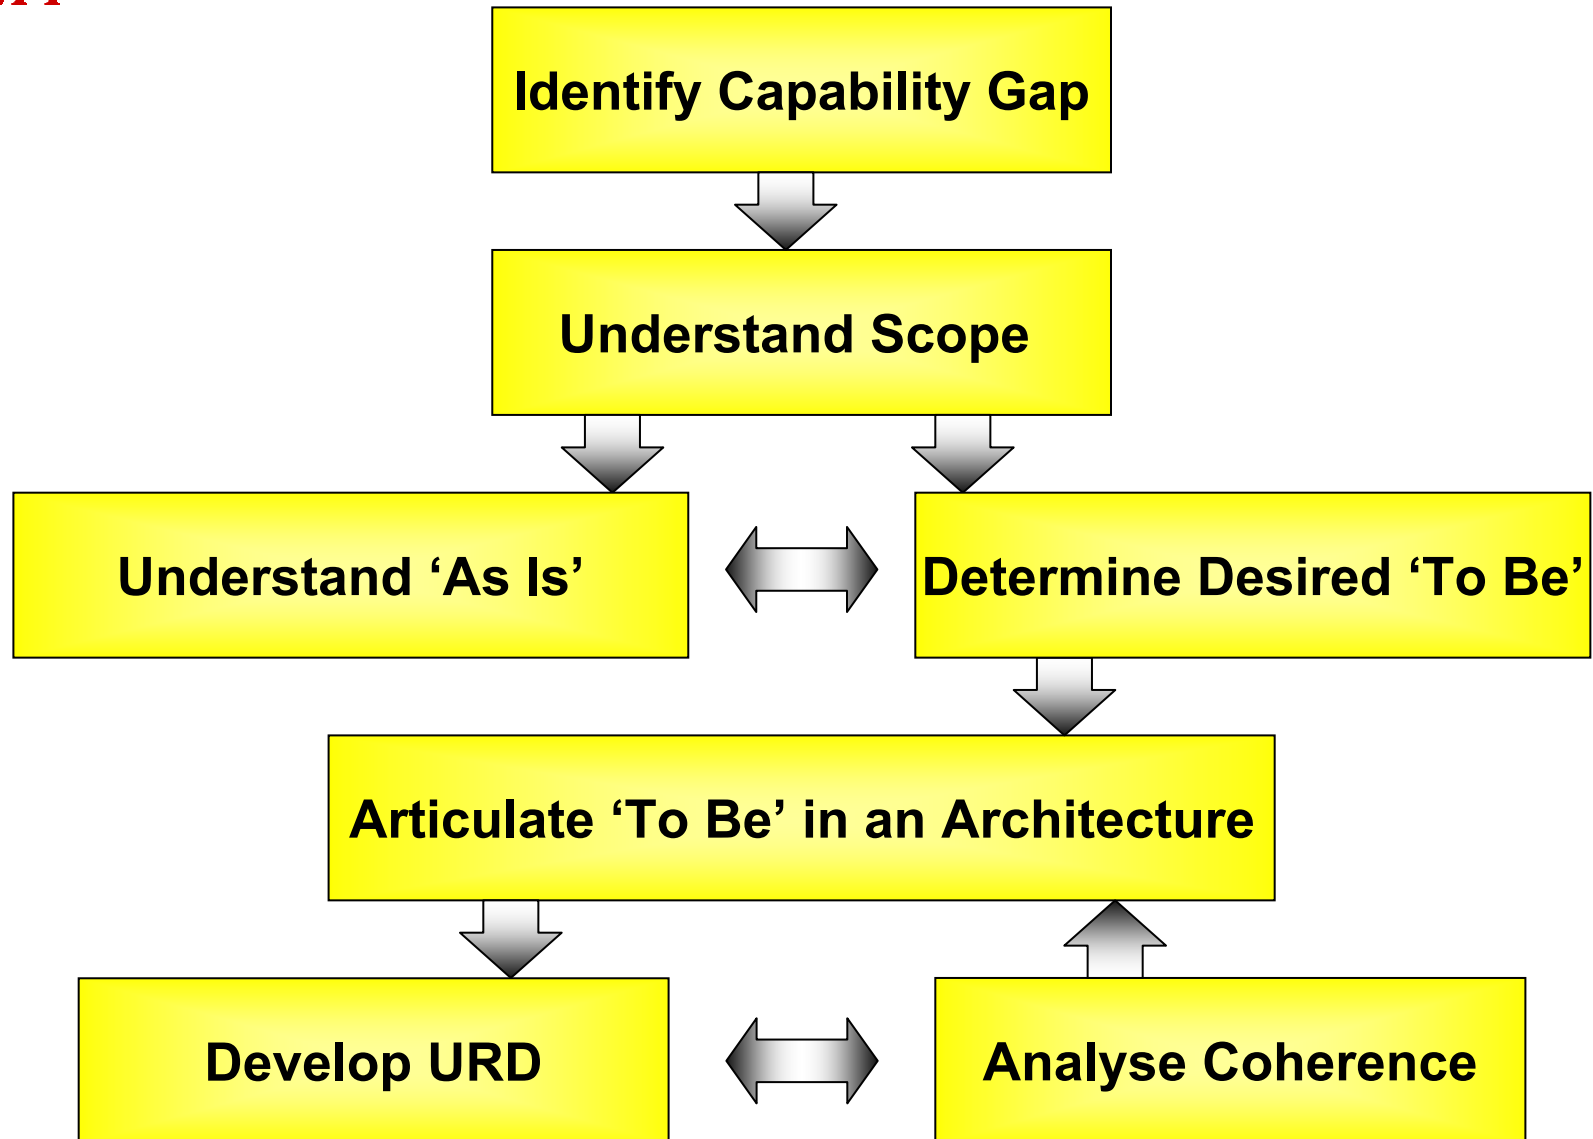 Identify Capability Gap
Understand Scope
Understand ‘As Is’
Determine Desired ‘To Be’
Articulate ‘To Be’ in an Architecture
Develop URD
Analyse Coherence